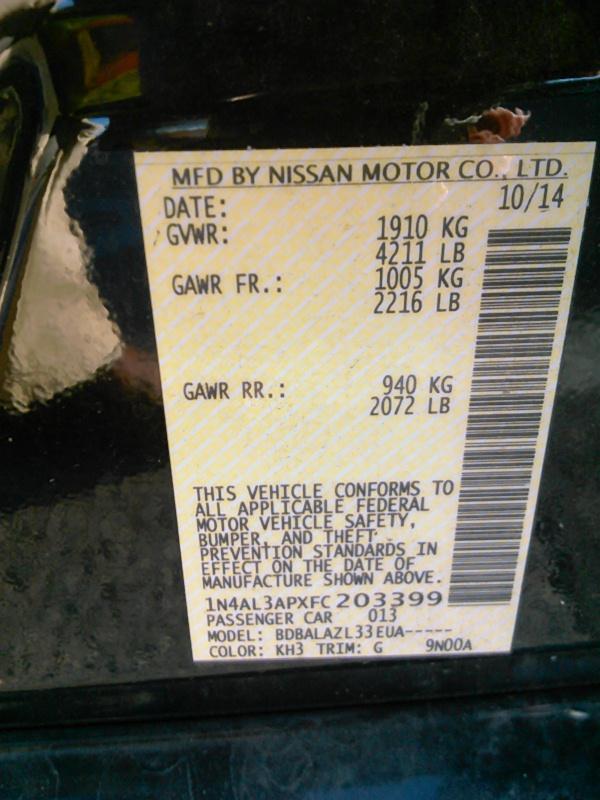 MFD BY NISSAN MOTOR CO., LTD.
DATE: 10/14
GVWR: 1910 KG
4211 LB
GAWR FR.: 1005 KG
2216 LB
GAWR RR.: 940 KG
2072 LB
THIS VEHICLE CONFORMS TO
ALL APPLICABLE FEDERAL
MOTOR VEHICLE SAFETY,
BUMPER, AND THEFT
PREVENTION STANDARDS IN
EFFECT ON THE DATE OF
MANUFACTURE SHOWN ABOVE.
1N4AL3APXFC203399
PASSENGER CAR 013
MODEL: BDBALAZL33EUA-----
COLOR: KH3 TRIM: G 9N00A